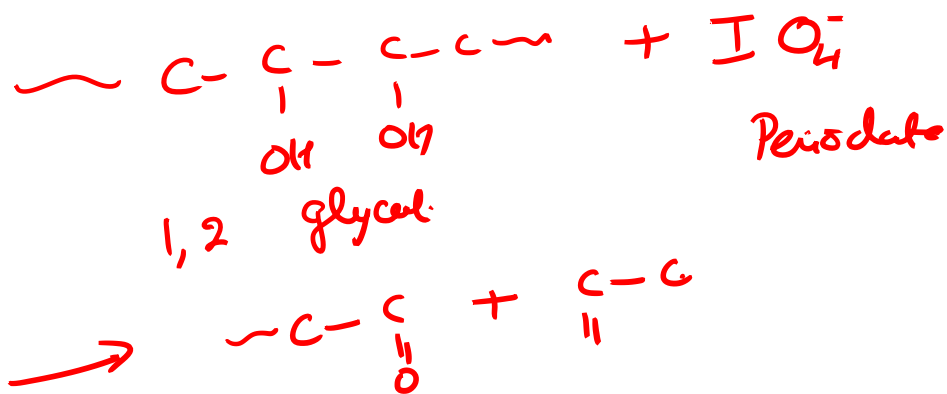 ~ C - C - C - C ~ + IO₄⁻
OH OH
Periodate
1,2 glycol.
→ ~ C - C + C - C
O